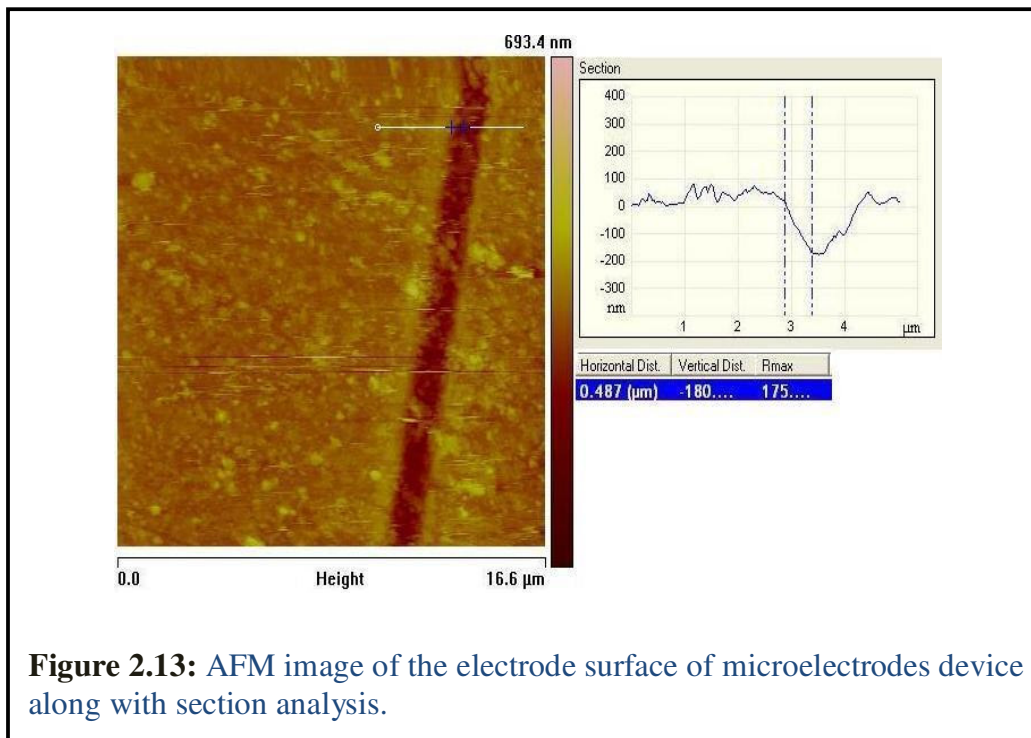 693.4 nm
Section
400
300
200
100
0
-100
-200
-300
nm
1 2 3 4 µm
Horizontal Dist. Vertical Dist. Rmax
0.487 (µm) -180.... 175....
0.0 Height 16.6 µm
Figure 2.13: AFM image of the electrode surface of microelectrodes device
along with section analysis.